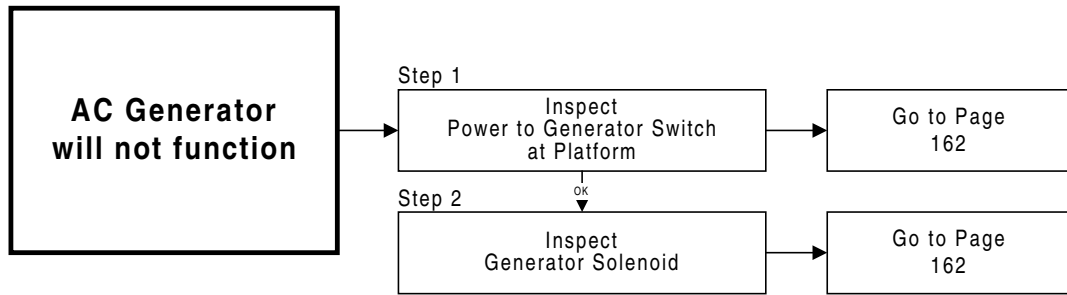 AC Generator
will not function
Step 1
Inspect
Power to Generator Switch
at Platform
Go to Page
162
OK
Step 2
Inspect
Generator Solenoid
Go to Page
162